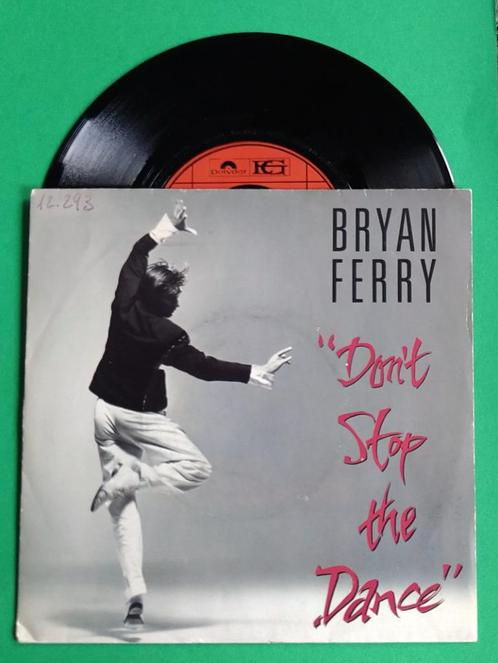 Polydor EG
12.293
BRYAN
FERRY
"Don't
Stop
the
Dance"